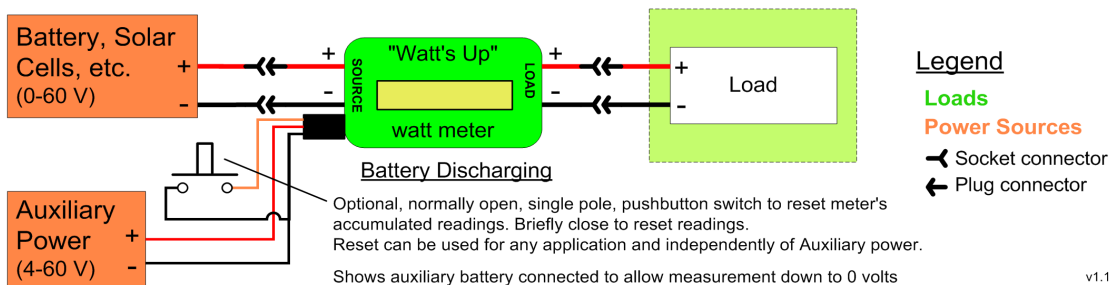 Battery, Solar
Cells, etc.
(0-60 V)
+
-
+
-
SOURCE
"Watt's Up"
LOAD
watt meter
+
-
+
-
Load
Legend
Loads
Power Sources
Socket connector
Plug connector
Battery Discharging
Optional, normally open, single pole, pushbutton switch to reset meter's
accumulated readings. Briefly close to reset readings.
Reset can be used for any application and independently of Auxiliary power.
Auxiliary
Power
(4-60 V)
+
-
Shows auxiliary battery connected to allow measurement down to 0 volts
v1.1